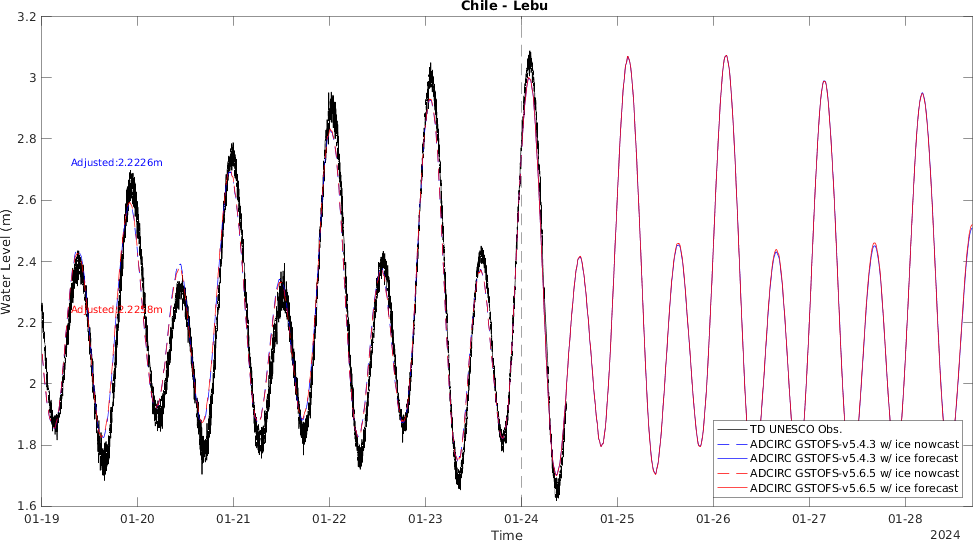 Chile - Lebu
3.2
3
2.8
2.6
2.4
2.2
2
1.8
1.6
Water Level (m)
Adjusted:2.2226m
01-19
01-20
01-21
01-22
01-23
01-24
01-25
01-26
01-27
01-28
Time
2024
TD UNESCO Obs.
ADCIRC GSTOFS-v5.4.3 w/ ice nowcast
ADCIRC GSTOFS-v5.4.3 w/ ice forecast
ADCIRC GSTOFS-v5.6.5 w/ ice nowcast
ADCIRC GSTOFS-v5.6.5 w/ ice forecast